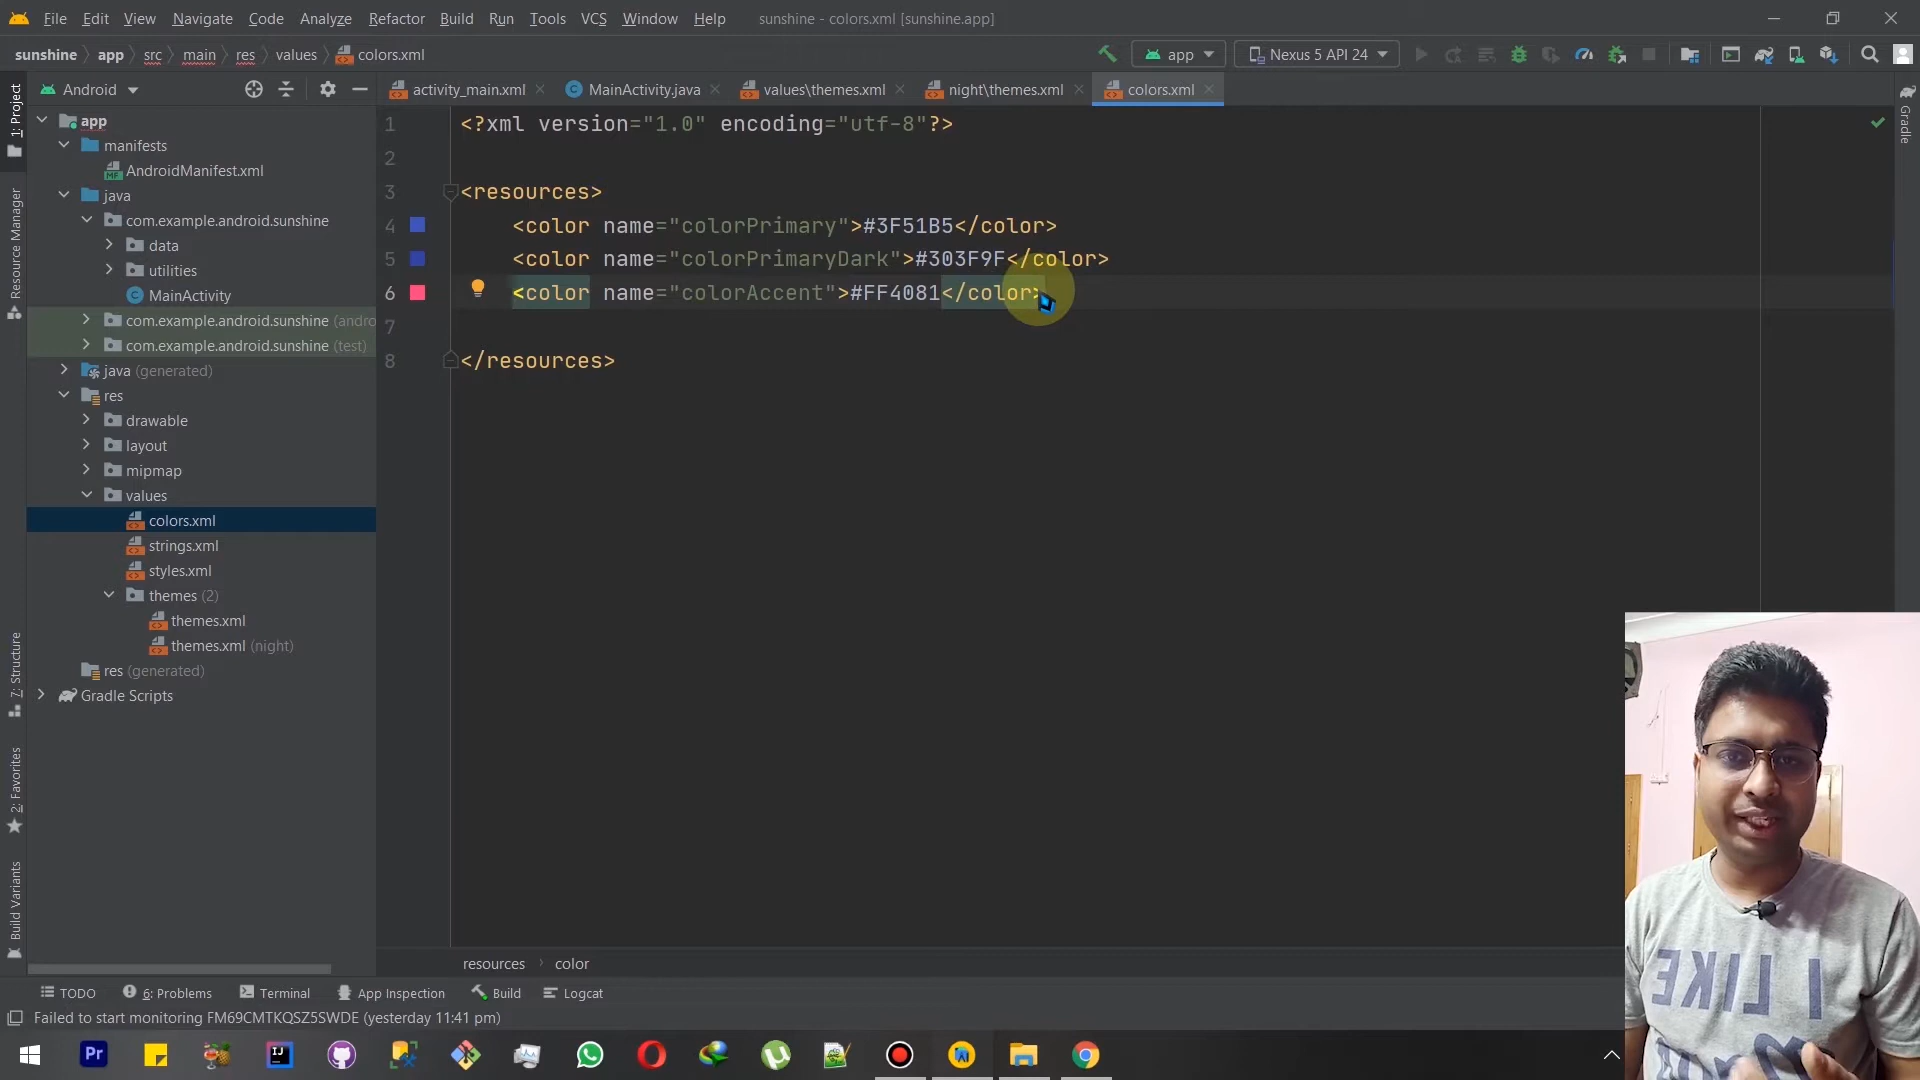 File Edit View Navigate Code Analyze Refactor Build Run Tools VCS Window Help sunshine - colors.xml [sunshine.app]
sunshine app src main res values colors.xml app Nexus 5 API 24
Android activity_main.xml MainActivity.java values\themes.xml night\themes.xml colors.xml
1: Project
Resource Manager
7: Structure
2: Favorites
Build Variants
Gradle
app
manifests
AndroidManifest.xml
java
com.example.android.sunshine
data
utilities
MainActivity
com.example.android.sunshine (andro
com.example.android.sunshine (test)
java (generated)
res
drawable
layout
mipmap
values
colors.xml
strings.xml
styles.xml
themes (2)
themes.xml
themes.xml (night)
res (generated)
Gradle Scripts
1 <?xml version="1.0" encoding="utf-8"?>
2
3 <resources>
4 <color name="colorPrimary">#3F51B5</color>
5 <color name="colorPrimaryDark">#303F9F</color>
6 <color name="colorAccent">#FF4081</color>
7
8 </resources>
resources color
TODO 6: Problems Terminal App Inspection Build Logcat
Failed to start monitoring FM69CMTKQSZ5SWDE (yesterday 11:41 pm)
Pr IJ
I LIKE